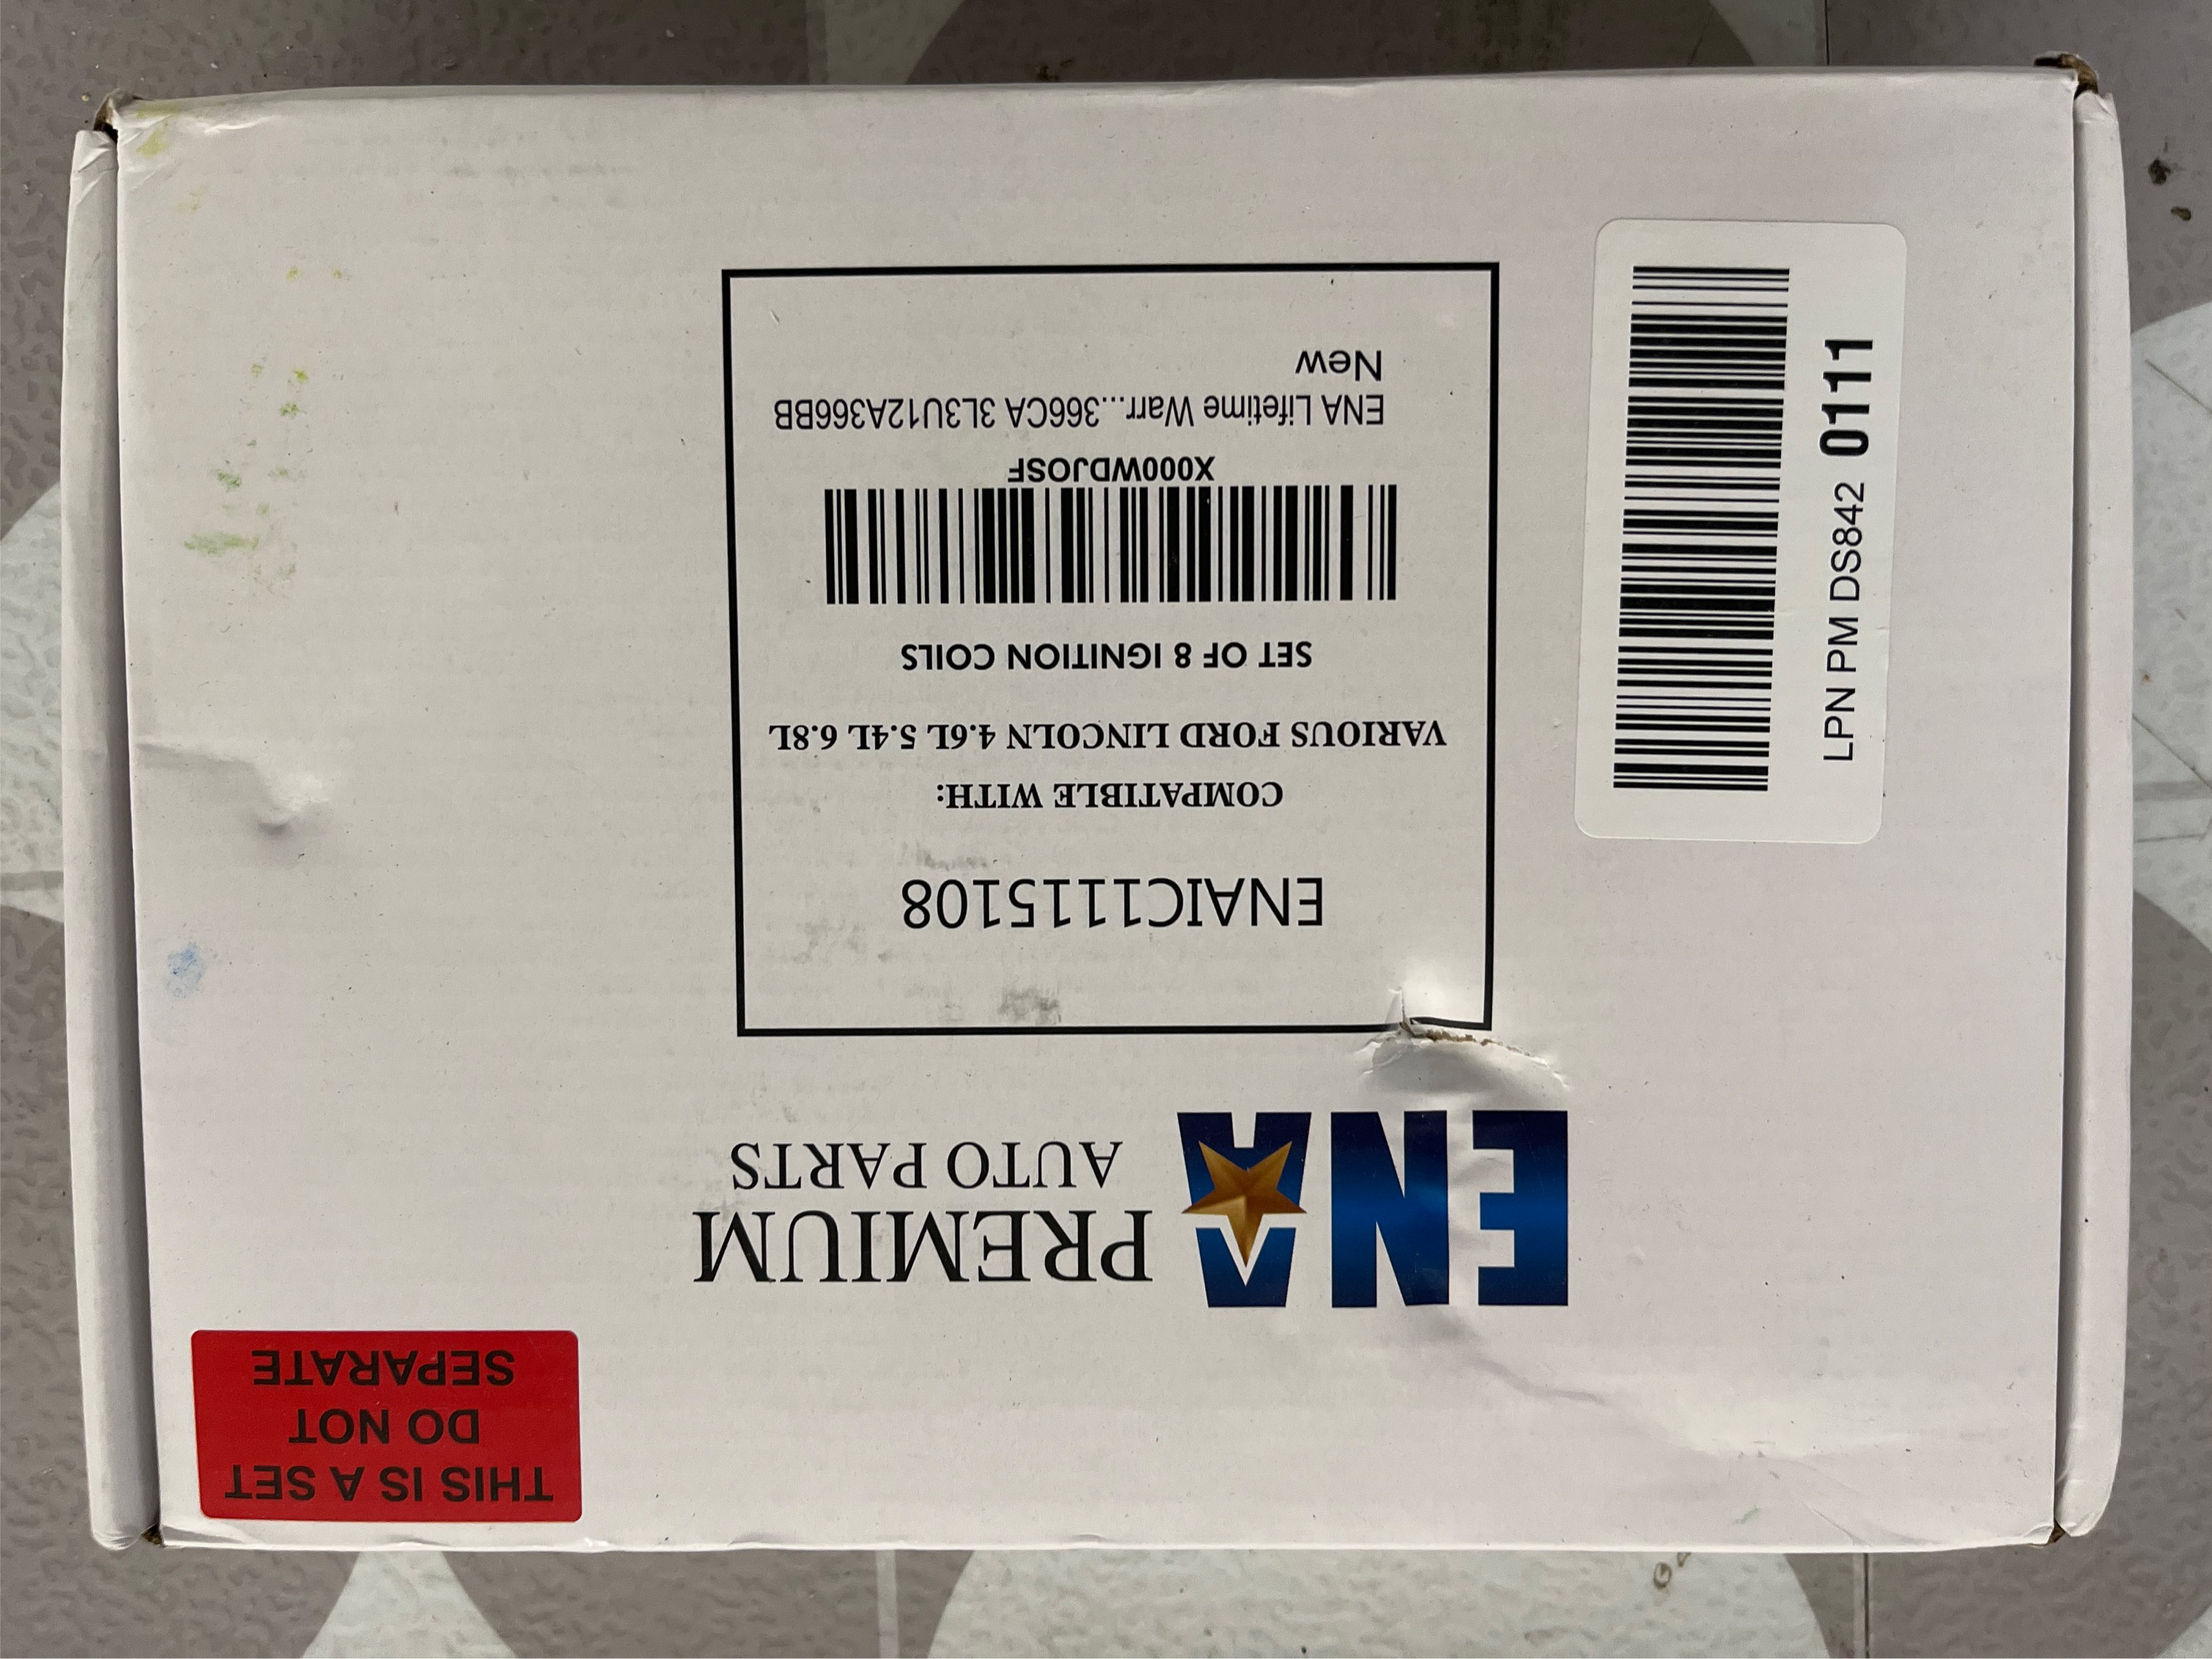 THIS IS A SET
DO NOT
SEPARATE
ENA
PREMIUM
AUTO PARTS
ENAIC1115108
COMPATIBLE WITH:
VARIOUS FORD LINCOLN 4.6L 5.4L 6.8L
SET OF 8 IGNITION COILS
X000WDJOSF
ENA Lifetime Warr...366CA 3L3U12A366BB
New
LPN PM DS842 0111